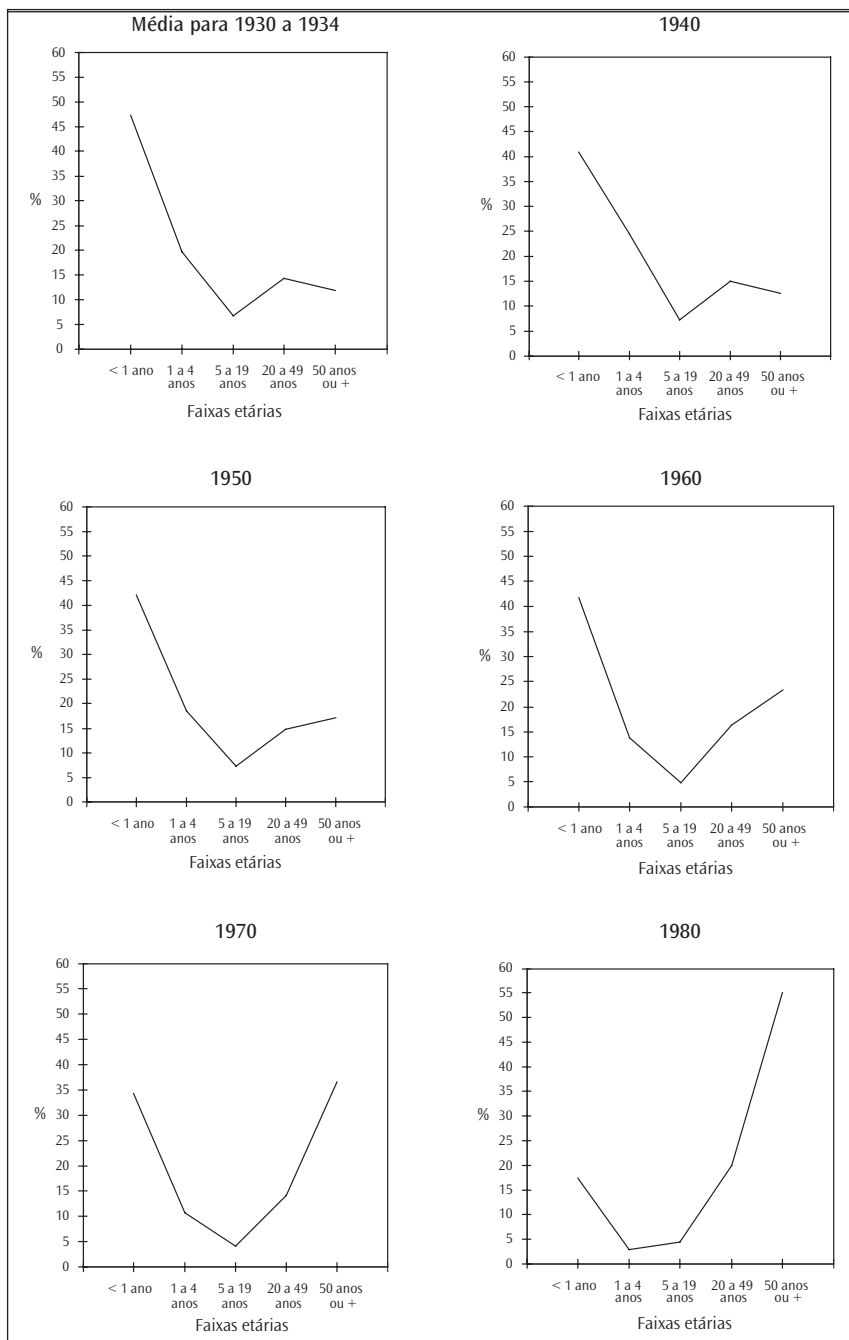 Média para 1930 a 1934
60
55
50
45
40
35
30
25
20
15
10
5
0
%
< 1 ano
1 a 4
anos
5 a 19
anos
20 a 49
anos
50 anos
ou +
Faixas etárias
1940
60
55
50
45
40
35
30
25
20
15
10
5
0
%
< 1 ano
1 a 4
anos
5 a 19
anos
20 a 49
anos
50 anos
ou +
Faixas etárias
1950
60
55
50
45
40
35
30
25
20
15
10
5
0
%
< 1 ano
1 a 4
anos
5 a 19
anos
20 a 49
anos
50 anos
ou +
Faixas etárias
1960
60
55
50
45
40
35
30
25
20
15
10
5
0
%
< 1 ano
1 a 4
anos
5 a 19
anos
20 a 49
anos
50 anos
ou +
Faixas etárias
1970
60
55
50
45
40
35
30
25
20
15
10
5
0
%
< 1 ano
1 a 4
anos
5 a 19
anos
20 a 49
anos
50 anos
ou +
Faixas etárias
1980
60
55
50
45
40
35
30
25
20
15
10
5
0
%
< 1 ano
1 a 4
anos
5 a 19
anos
20 a 49
anos
50 anos
ou +
Faixas etárias